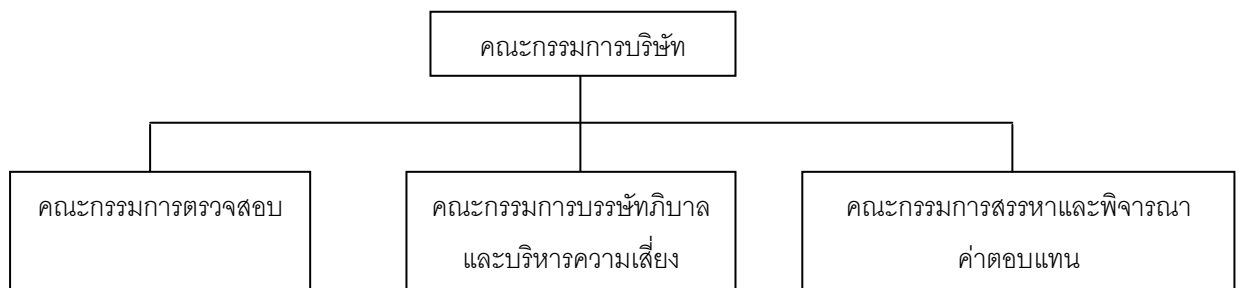 คณะกรรมการบริษัท
คณะกรรมการตรวจสอบ
คณะกรรมการบรรษัทภิบาล
และบริหารความเสี่ยง
คณะกรรมการสรรหาและพิจารณา
ค่าตอบแทน